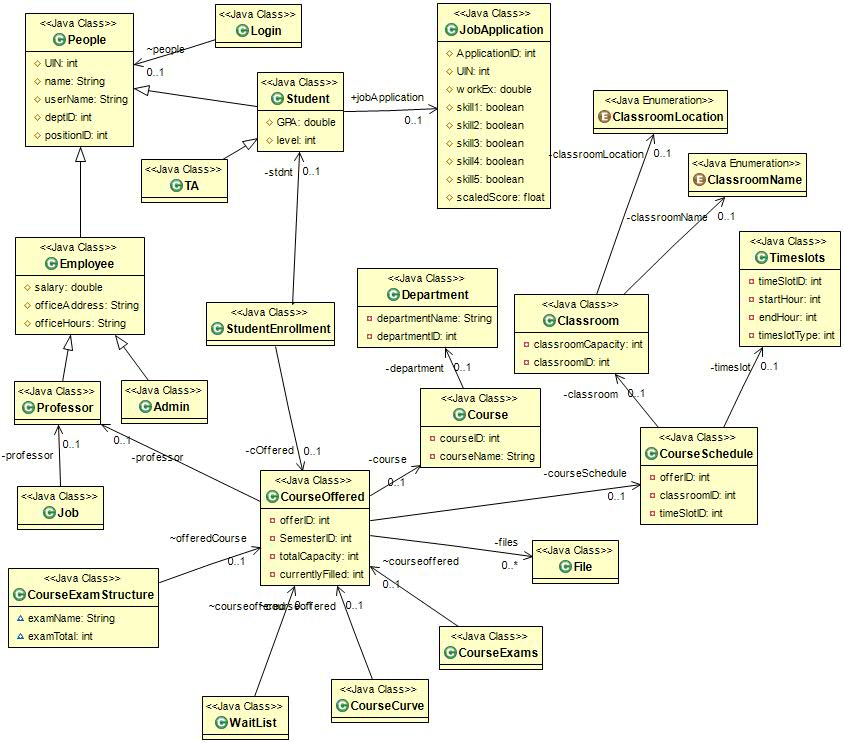 <<Java Class>>
People
UIN: int
name: String
userName: String
deptID: int
positionID: int
<<Java Class>>
Login
~people
0..1
<<Java Class>>
Student
GPA: double
level: int
+jobApplication
0..1
<<Java Class>>
JobApplication
ApplicationID: int
UIN: int
workEx: double
skill1: boolean
skill2: boolean
skill3: boolean
skill4: boolean
skill5: boolean
scaledScore: float
<<Java Enumeration>>
ClassroomLocation
-classroomLocation
0..1
<<Java Enumeration>>
ClassroomName
-classroomName
0..1
<<Java Class>>
TA
-stdnt
0..1
<<Java Class>>
Employee
salary: double
officeAddress: String
officeHours: String
<<Java Class>>
Timeslots
timeSlotID: int
startHour: int
endHour: int
timeslotType: int
<<Java Class>>
Department
departmentName: String
departmentID: int
<<Java Class>>
StudentEnrollment
<<Java Class>>
Classroom
classroomCapacity: int
classroomID: int
-department
0..1
-timeslot
0..1
-classroom
0..1
<<Java Class>>
Professor
<<Java Class>>
Admin
<<Java Class>>
Course
courseID: int
courseName: String
-professor
0..1
-professor
0..1
-cOffered
0..1
-course
0..1
<<Java Class>>
CourseSchedule
offerID: int
classroomID: int
timeSlotID: int
-courseSchedule
0..1
<<Java Class>>
Job
<<Java Class>>
CourseOffered
offerID: int
SemesterID: int
totalCapacity: int
currentlyFilled: int
~offeredCourse
0..1
-files
0..*
<<Java Class>>
File
~courseoffered
0..1
<<Java Class>>
CourseExamStructure
examName: String
examTotal: int
~courseoffered
0..1
~courseoffered
0..1
<<Java Class>>
CourseExams
<<Java Class>>
CourseCurve
<<Java Class>>
WaitList